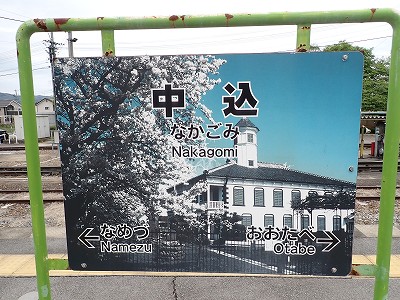 中込
なかごみ
Nakagomi
←なめづ
Namezu
おおたべ→
Otabe